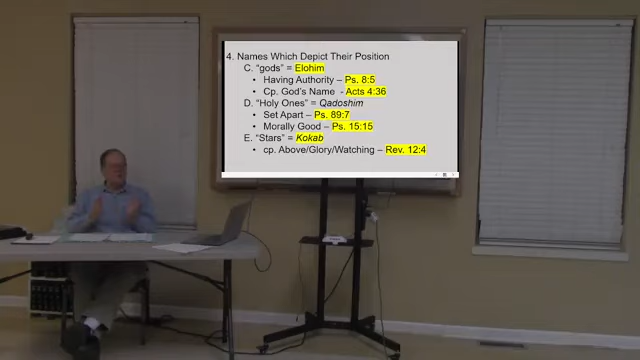 4. Names Which Depict Their Position
C. “gods” = Elohim
• Having Authority – Ps. 8:5
• Cp. God’s Name - Acts 4:36
D. “Holy Ones” = Qadoshim
• Set Apart – Ps. 89:7
• Morally Good – Ps. 15:15
E. “Stars” = Kokab
• cp. Above/Glory/Watching – Rev. 12:4